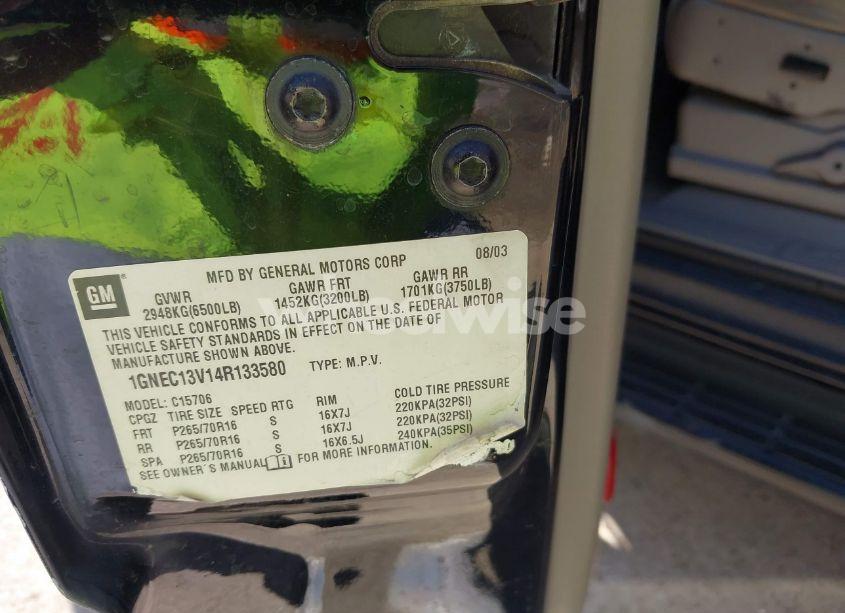 MFD BY GENERAL MOTORS CORP 08/03
GM
GVWR GAWR FRT GAWR RR
2948KG(6500LB) 1452KG(3200LB) 1701KG(3750LB)
THIS VEHICLE CONFORMS TO ALL APPLICABLE U.S. FEDERAL MOTOR
VEHICLE SAFETY STANDARDS IN EFFECT ON THE DATE OF
MANUFACTURE SHOWN ABOVE.
1GNEC13V14R133580 TYPE: M.P.V.
MODEL: C15706
CPGZ TIRE SIZE SPEED RTG RIM COLD TIRE PRESSURE
FRT P265/70R16 S 16X7J 220KPA(32PSI)
RR P265/70R16 S 16X7J 220KPA(32PSI)
SPA P265/70R16 S 16X6.5J 240KPA(35PSI)
SEE OWNER´S MANUAL FOR MORE INFORMATION.